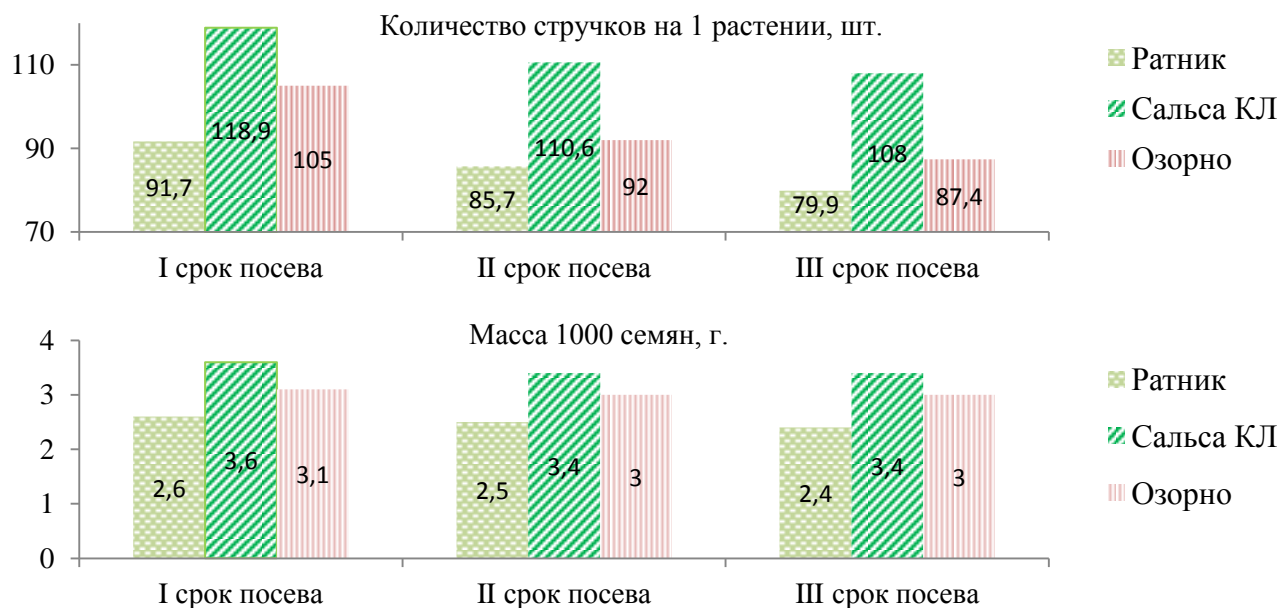 Количество стручков на 1 растении, шт.
110
90
70
118,9
110,6
108
105
91,7
92
85,7
87,4
79,9
I срок посева
II срок посева
III срок посева
Ратник
Сальса КЛ
Озорно
Масса 1000 семян, г.
4
3
2
1
0
2,6
3,6
3,1
2,5
3,4
3
2,4
3,4
3
I срок посева
II срок посева
III срок посева
Ратник
Сальса КЛ
Озорно